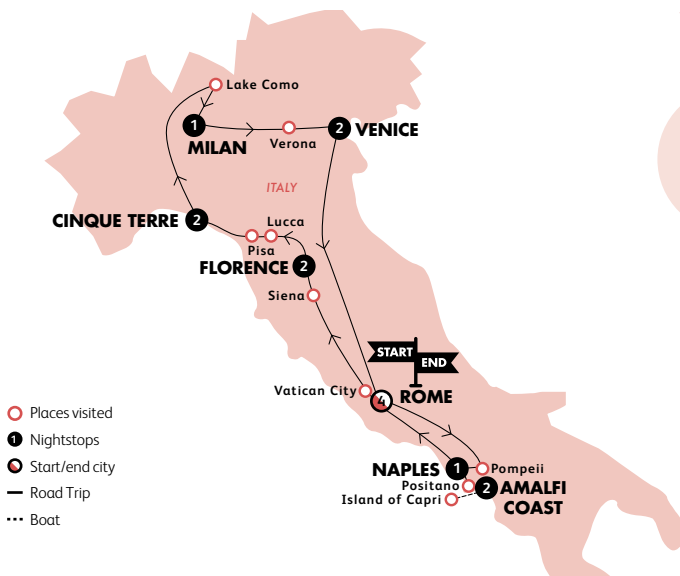 Lake Como
1
MILAN
Verona
2 VENICE
ITALY
CINQUE TERRE 2
Lucca
Pisa
FLORENCE 2
Siena
START
END
Vatican City
4 ROME
NAPLES 1
Pompeii
Positano
2 AMALFI
COAST
Island of Capri
Places visited
1 Nightstops
Start/end city
Road Trip
Boat